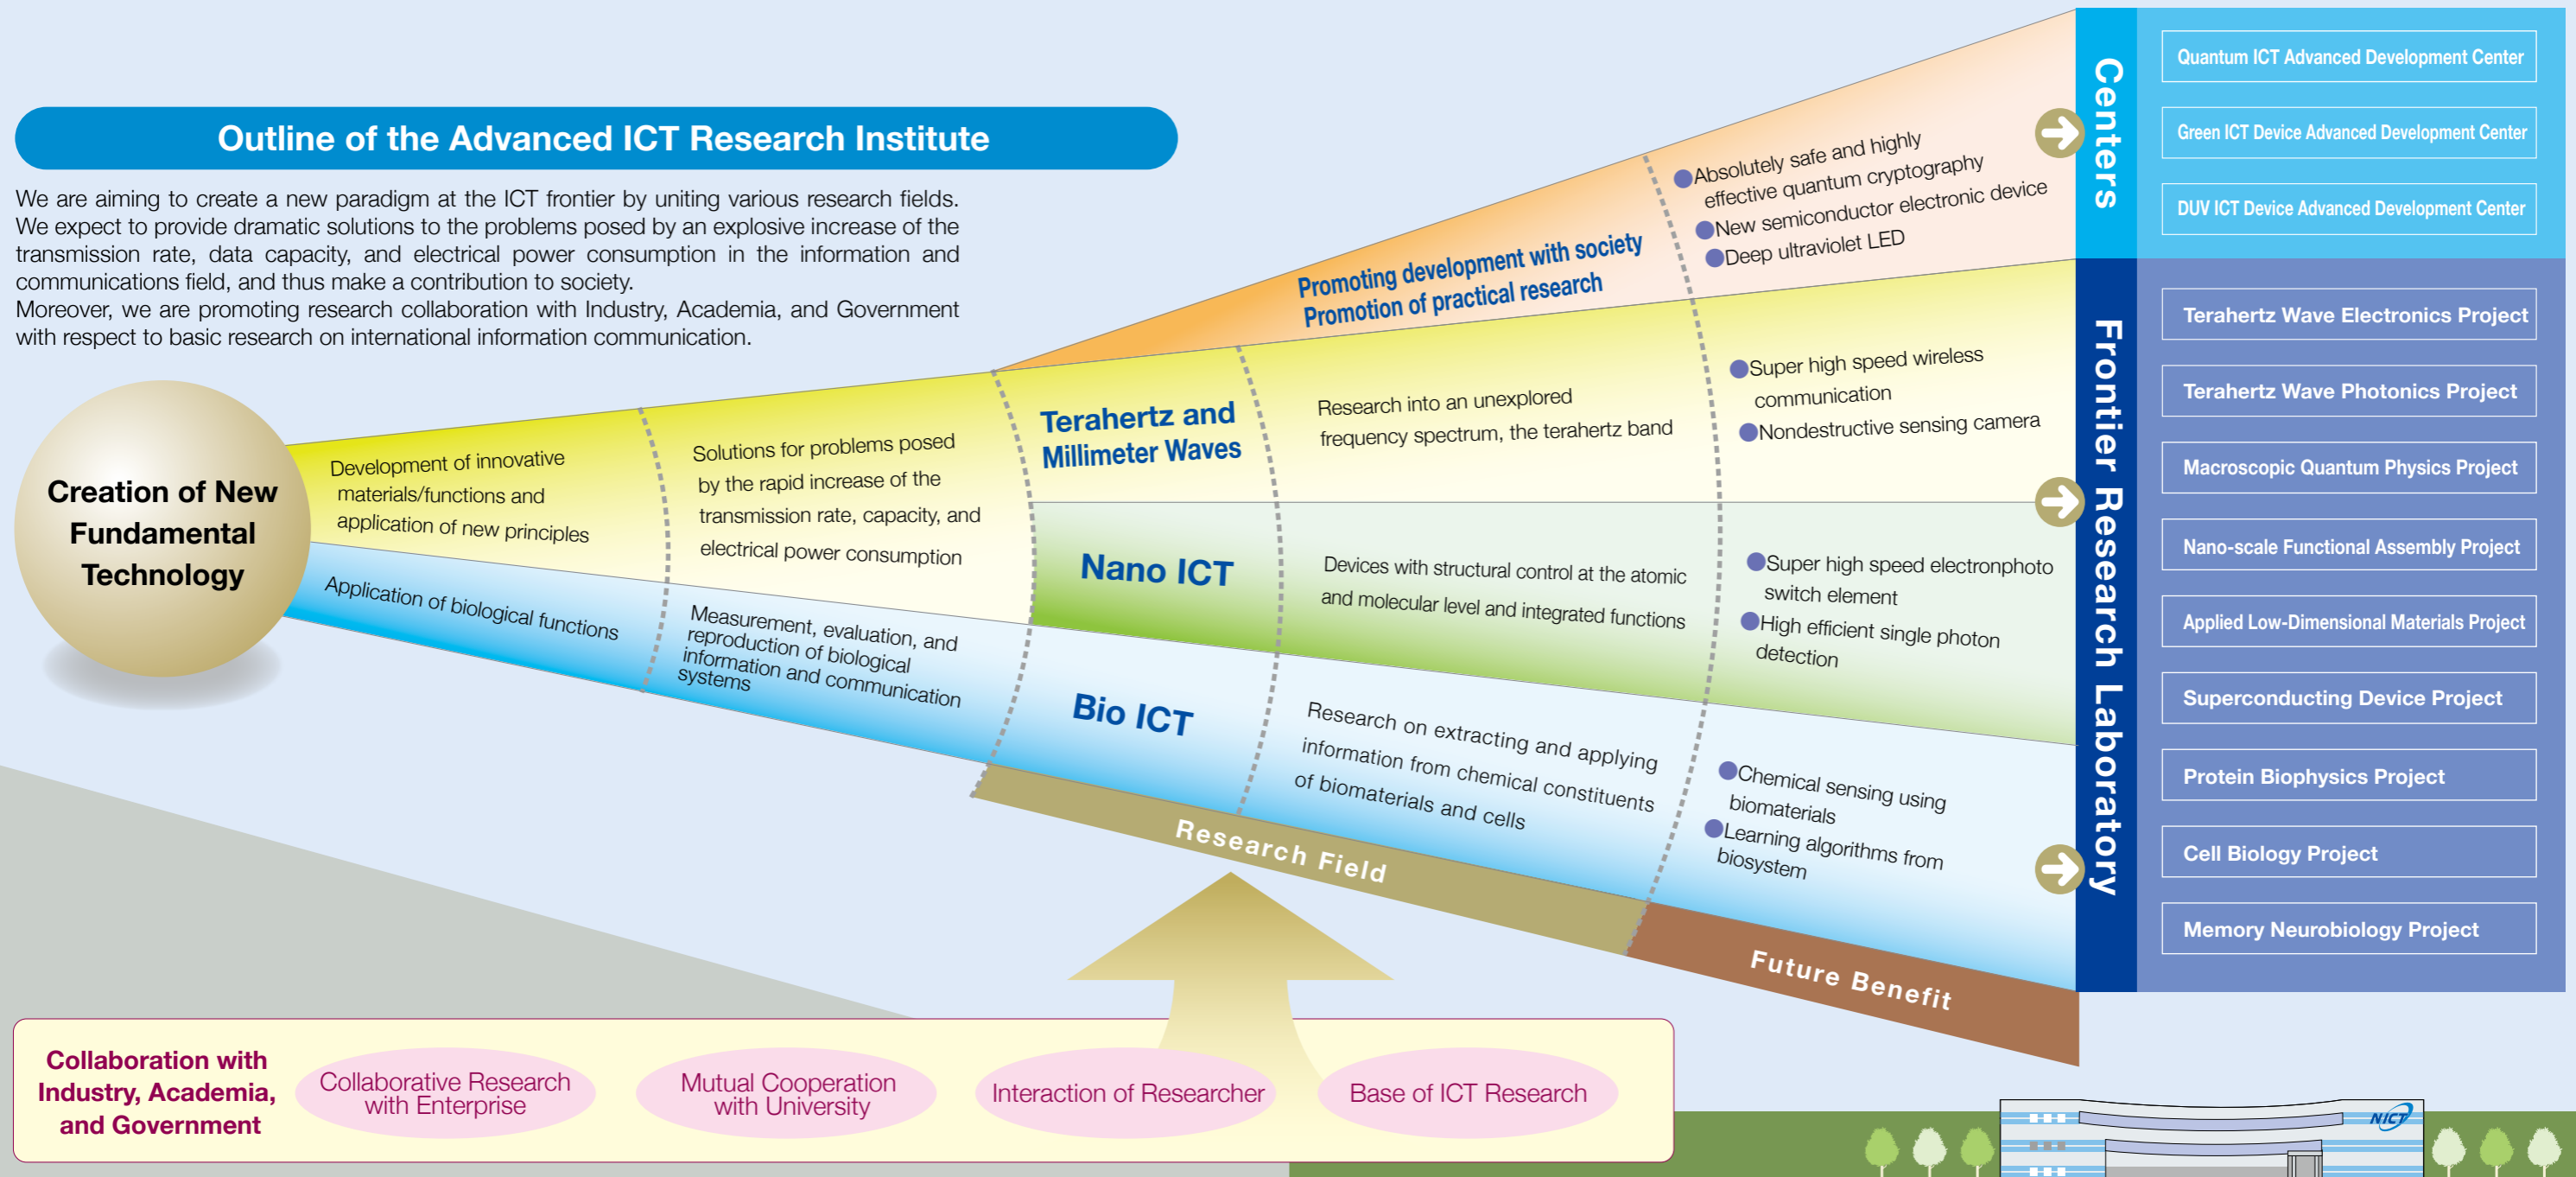 Outline of the Advanced ICT Research Institute
We are aiming to create a new paradigm at the ICT frontier by uniting various research fields.
We expect to provide dramatic solutions to the problems posed by an explosive increase of the
transmission rate, data capacity, and electrical power consumption in the information and
communications field, and thus make a contribution to society.
Moreover, we are promoting research collaboration with Industry, Academia, and Government
with respect to basic research on international information communication.
Creation of New
Fundamental
Technology
Development of innovative
materials/functions and
application of new principles
Application of biological functions
Solutions for problems posed
by the rapid increase of the
transmission rate, capacity, and
electrical power consumption
Measurement, evaluation, and
reproduction of biological
information and communication
systems
Promoting development with society
Promotion of practical research
●Absolutely safe and highly
effective quantum cryptography
●New semiconductor electronic device
●Deep ultraviolet LED
Terahertz and
Millimeter Waves
Research into an unexplored
frequency spectrum, the terahertz band
●Super high speed wireless
communication
●Nondestructive sensing camera
Nano ICT
Devices with structural control at the atomic
and molecular level and integrated functions
●Super high speed electronphoto
switch element
●High efficient single photon
detection
Bio ICT
Research on extracting and applying
information from chemical constituents
of biomaterials and cells
●Chemical sensing using
biomaterials
●Learning algorithms from
biosystem
Research Field
Future Benefit
Centers
Quantum ICT Advanced Development Center
Green ICT Device Advanced Development Center
DUV ICT Device Advanced Development Center
Frontier Research Laboratory
Terahertz Wave Electronics Project
Terahertz Wave Photonics Project
Macroscopic Quantum Physics Project
Nano-scale Functional Assembly Project
Applied Low-Dimensional Materials Project
Superconducting Device Project
Protein Biophysics Project
Cell Biology Project
Memory Neurobiology Project
Collaboration with
Industry, Academia,
and Government
Collaborative Research
with Enterprise
Mutual Cooperation
with University
Interaction of Researcher
Base of ICT Research
NICT